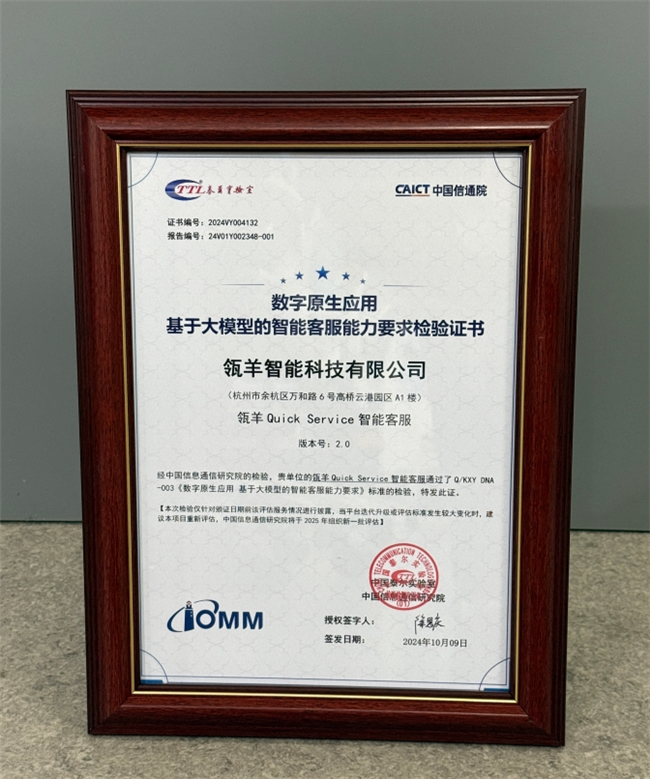 TTL 泰尔实验室
CAICT 中国信通院
证书编号：2024VY004132
报告编号：24V01Y002348-001
数字原生应用
基于大模型的智能客服能力要求检验证书
瓴羊智能科技有限公司
（杭州市余杭区万和路 6 号高桥云港园区 A1 楼）
瓴羊 Quick Service 智能客服
版本号：2.0
经中国信息通信研究院的检验，贵单位的瓴羊 Quick Service 智能客服通过了 Q/KXY DNA
-003《数字原生应用 基于大模型的智能客服能力要求》标准的检验，特发此证。
【本次检验仅针对颁证日期前该评估服务情况进行披露，当平台迭代升级或评估标准发生较大变化时，建
议本项目重新评估，中国信息通信研究院将于 2025 年组织新一批评估】
中国泰尔实验室
中国信息通信研究院
IOMM
授权签字人：
签发日期：
2024年10月09日